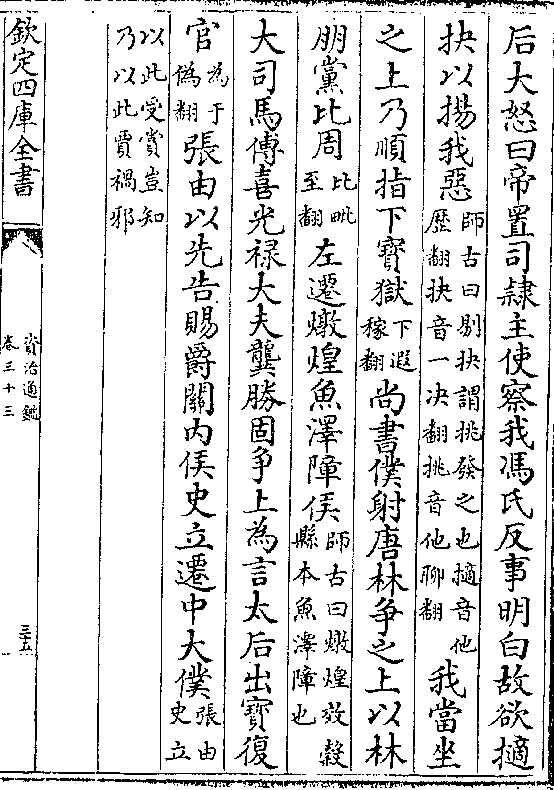 后大怒曰帝置司隸主使察我馮氏反事明白故欲擿
抉以揚我惡師古曰剔抉謂挑發之也擿音他
歷翻抉音一决翻挑音他聊翻我當坐
之上乃順指下寶獄下遐
稼翻尚書僕射唐林爭之上以林
朋黨比周比毗
至翻左遷燉煌魚澤障𠉀師古曰燉煌效穀
縣本魚澤障也
大司馬傅喜光禄大夫龔勝固爭上為言太后出寶復
官為于
偽翻張由以先告賜爵關内侯史立遷中大僕張由
史立
以此受賞豈知
乃以此賈禍邪
欽定四庫全書
資治通鑑
卷三十三
三五